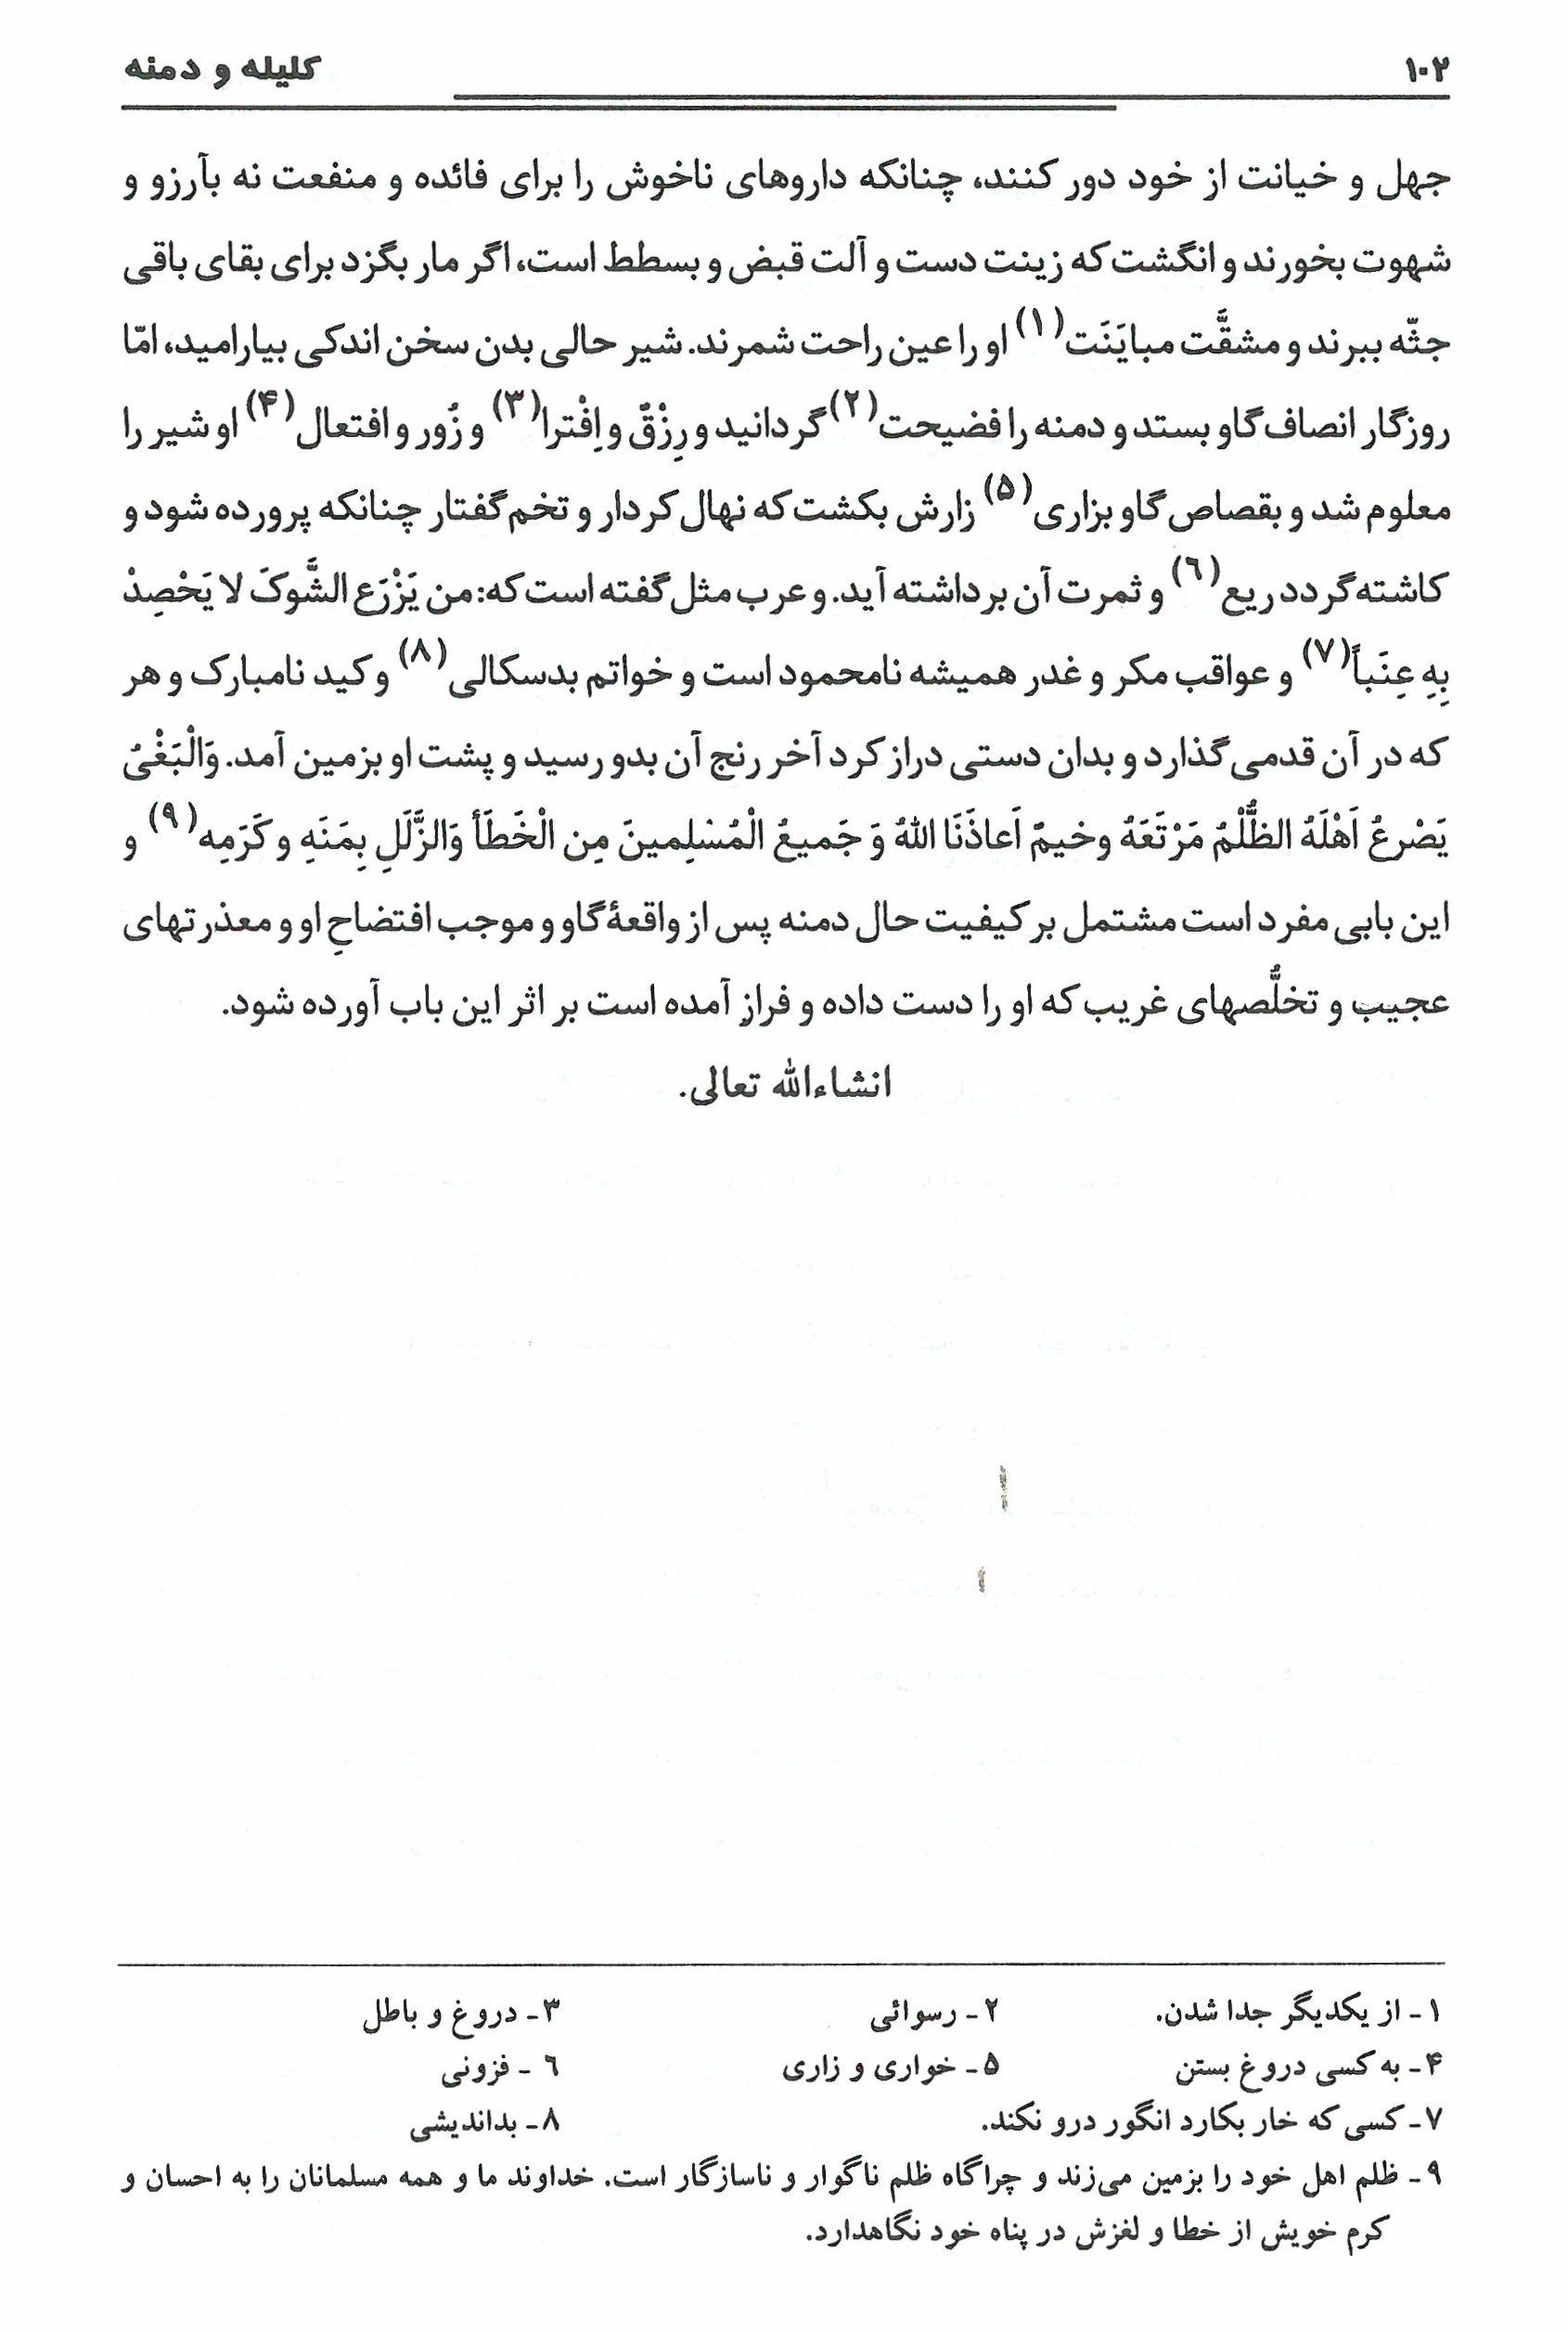 ۱۰۲
کلیله و دمنه
جهل و خیانت از خود دور کنند، چنانکه داروهای ناخوش را برای فائده و منفعت نه بآرزو و
شهوت بخورند و انگشت که زینت دست و آلت قبض و بسطط است، اگر مار بگزد برای بقای باقی
جثّه ببرند و مشقَّت مبایَنَت(۱) او را عین راحت شمرند. شیر حالی بدن سخن اندکی بیارامید، امّا
روزگار انصاف گاو بستد و دمنه را فضیحت(۲) گردانید و رِزْقٌ و اِفْترا(۳) و زُور و افتعال(۴) او شیر را
معلوم شد و بقصاص گاو بزاری(۵) زارش بکشت که نهال کردار و تخم گفتار چنانکه پرورده شود و
کاشته گردد ریع(٦) و ثمرت آن برداشته آید. و عرب مثل گفته است که: من یَزْرَع الشَّوکَ لا یَحْصِدْ
بِهِ عِنَباً(۷) و عواقب مکر و غدر همیشه نامحمود است و خواتم بدسکالی(۸) و کید نامبارک و هر
که در آن قدمی گذارد و بدان دستی دراز کرد آخر رنج آن بدو رسید و پشت او بزمین آمد. وَالْبَغْیُ
یَصْرعُ اَهْلَهُ الظُّلْمُ مَرْتَعَهُ وخیمٌ اَعاذَنَا اللهُ وَ جَمیعُ الْمُسْلِمینَ مِن الْخَطَأ وَالزَّلَلِ بِمَنَهِ و کَرَمِه(۹) و
این بابی مفرد است مشتمل بر کیفیت حال دمنه پس از واقعهٔ گاو و موجب افتضاحِ او و معذرتهای
عجیب و تخلُّصهای غریب که او را دست داده و فرازِ آمده است بر اثر این باب آورده شود.
انشاءالله تعالی.
۱ - از یکدیگر جدا شدن. ۲ - رسوائی ۳ - دروغ و باطل
۴ - به کسی دروغ بستن ۵ - خواری و زاری ٦ - فزونی
۷ - کسی که خار بکارد انگور درو نکند. ۸ - بداندیشی
۹ - ظلم اهل خود را بزمین می‌زند و چراگاه ظلم ناگوار و ناسازگار است. خداوند ما و همه مسلمانان را به احسان و
کرم خویش از خطا و لغزش در پناه خود نگاهدارد.